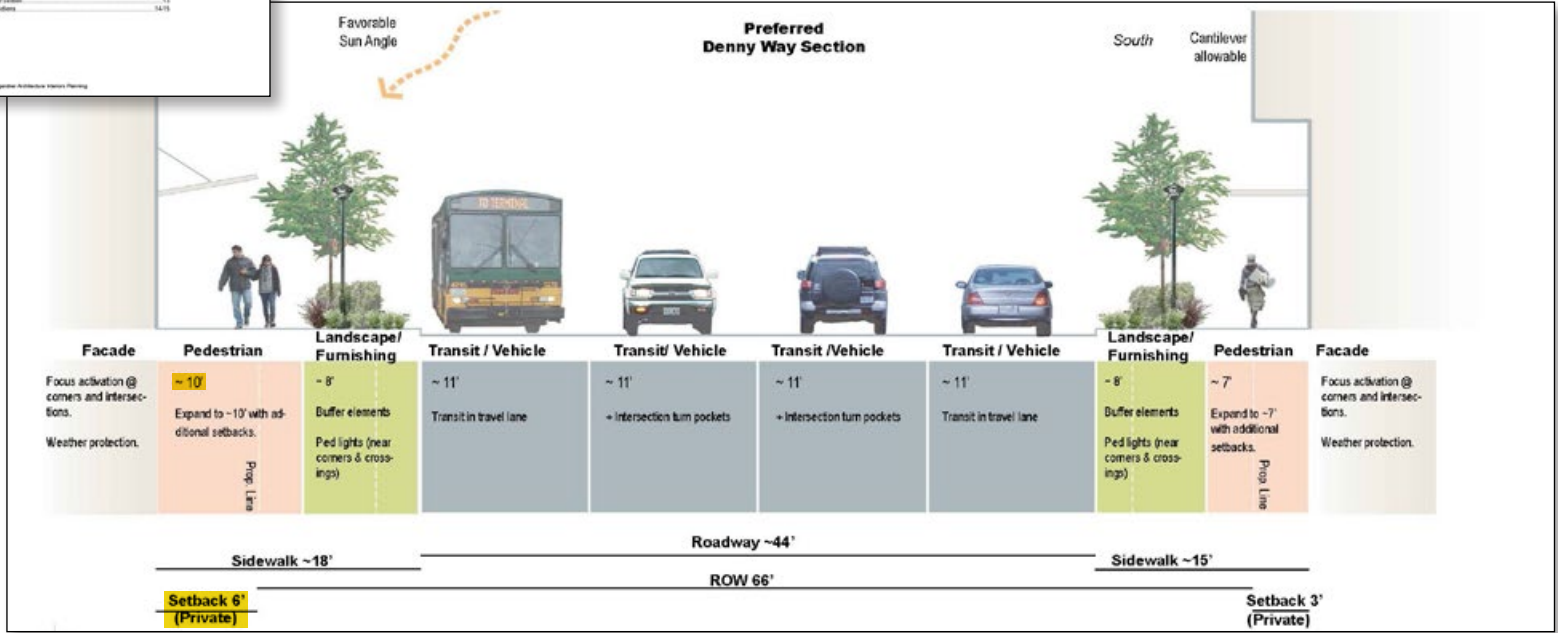 14-15
Favorable
Sun Angle
Preferred
Denny Way Section
South
Cantilever
allowable
TO TERMINAL
Facade
Pedestrian
Landscape/
Furnishing
Transit / Vehicle
Transit/ Vehicle
Transit /Vehicle
Transit / Vehicle
Landscape/
Furnishing
Pedestrian
Facade
Focus activation @
corners and intersec-
tions.
Weather protection.
~ 10'
Expand to ~10' with ad-
ditional setbacks.
Prop. Line
~ 8'
Buffer elements
Ped lights (near
corners & cross-
ings)
~ 11'
Transit in travel lane
~ 11'
+ Intersection turn pockets
~ 11'
+ Intersection turn pockets
~ 11'
Transit in travel lane
~ 8'
Buffer elements
Ped lights (near
corners & cross-
ings)
~ 7'
Expand to ~7'
with additional
setbacks.
Prop. Line
Focus activation @
corners and intersec-
tions.
Weather protection.
Roadway ~44'
Sidewalk ~18'
Sidewalk ~15'
ROW 66'
Setback 6'
(Private)
Setback 3'
(Private)